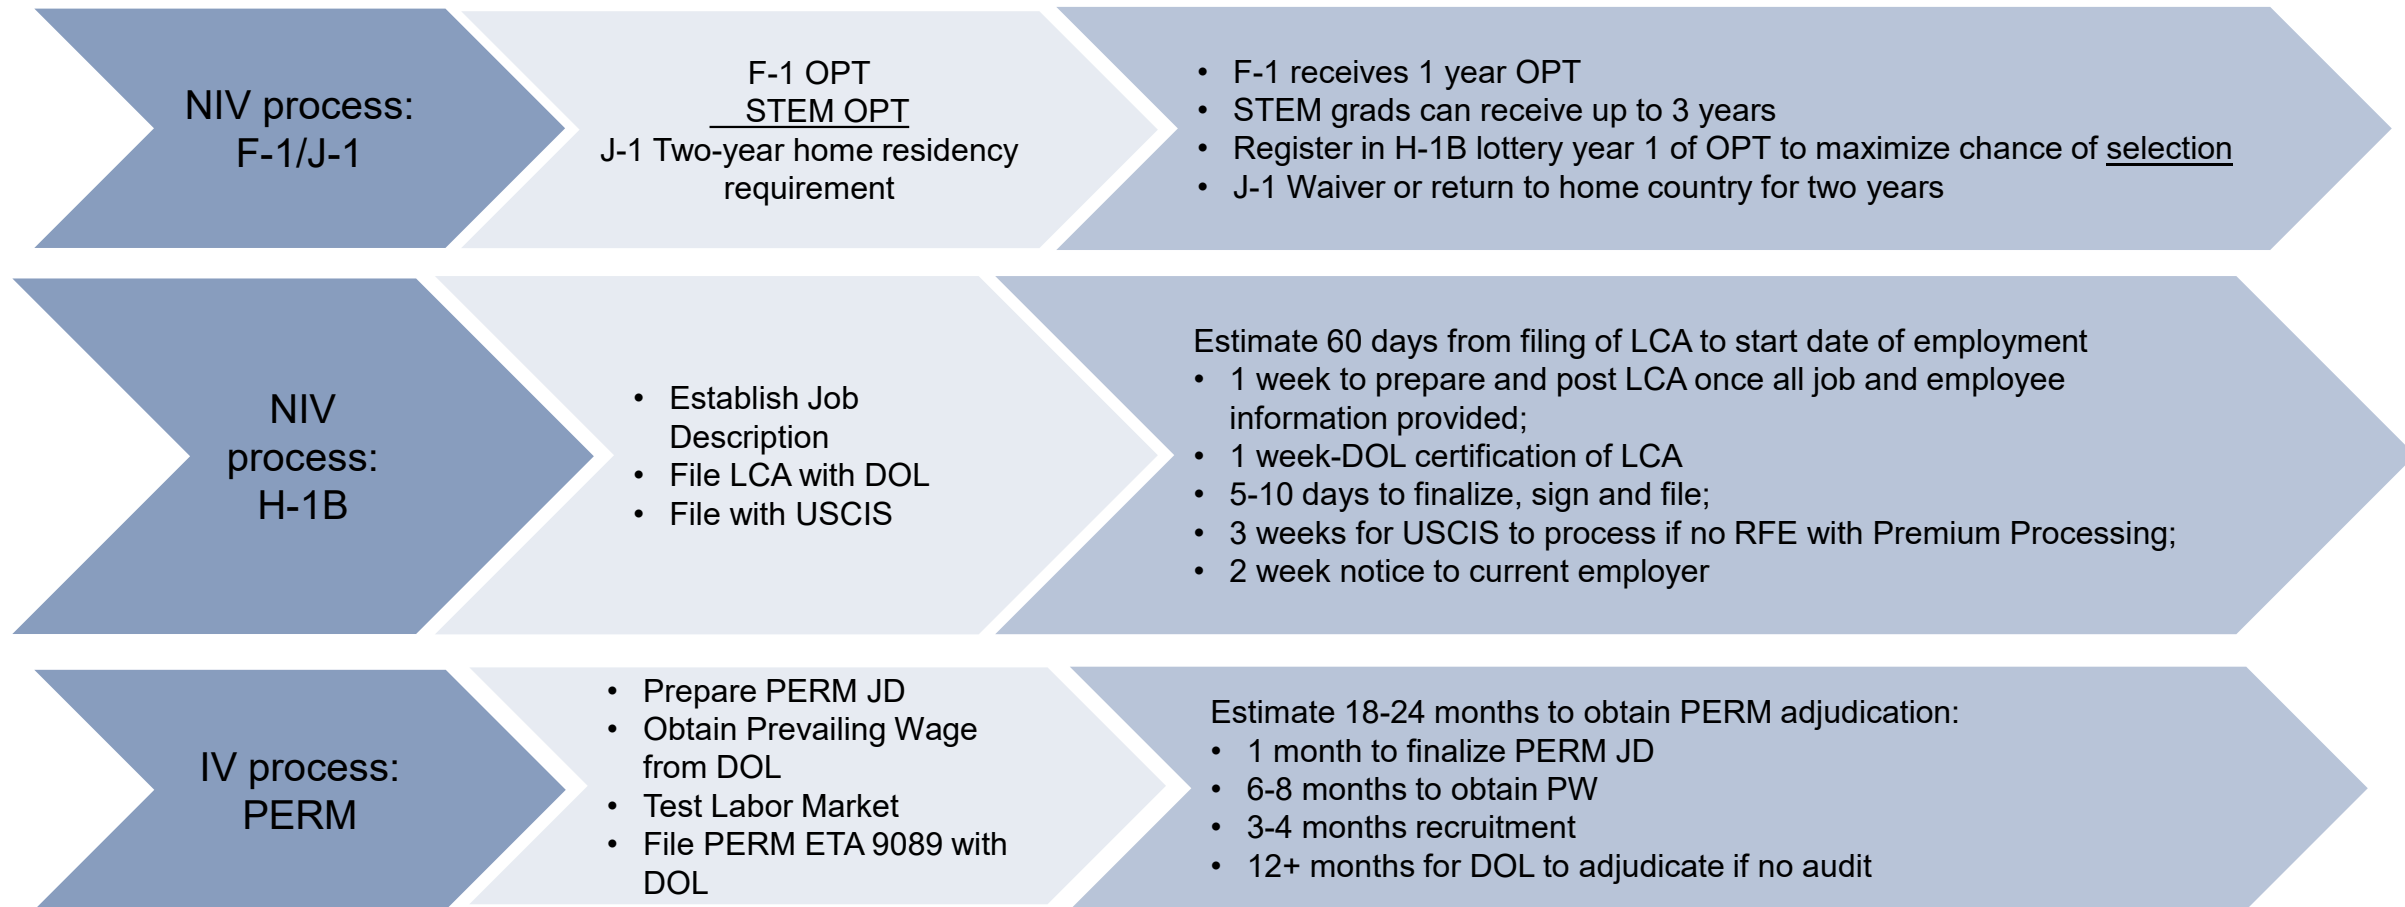 NIV process:
F-1/J-1
F-1 OPT
STEM OPT
J-1 Two-year home residency
requirement
• F-1 receives 1 year OPT
• STEM grads can receive up to 3 years
• Register in H-1B lottery year 1 of OPT to maximize chance of selection
• J-1 Waiver or return to home country for two years
NIV
process:
H-1B
• Establish Job
Description
• File LCA with DOL
• File with USCIS
Estimate 60 days from filing of LCA to start date of employment
• 1 week to prepare and post LCA once all job and employee
information provided;
• 1 week-DOL certification of LCA
• 5-10 days to finalize, sign and file;
• 3 weeks for USCIS to process if no RFE with Premium Processing;
• 2 week notice to current employer
IV process:
PERM
• Prepare PERM JD
• Obtain Prevailing Wage
from DOL
• Test Labor Market
• File PERM ETA 9089 with
DOL
Estimate 18-24 months to obtain PERM adjudication:
• 1 month to finalize PERM JD
• 6-8 months to obtain PW
• 3-4 months recruitment
• 12+ months for DOL to adjudicate if no audit